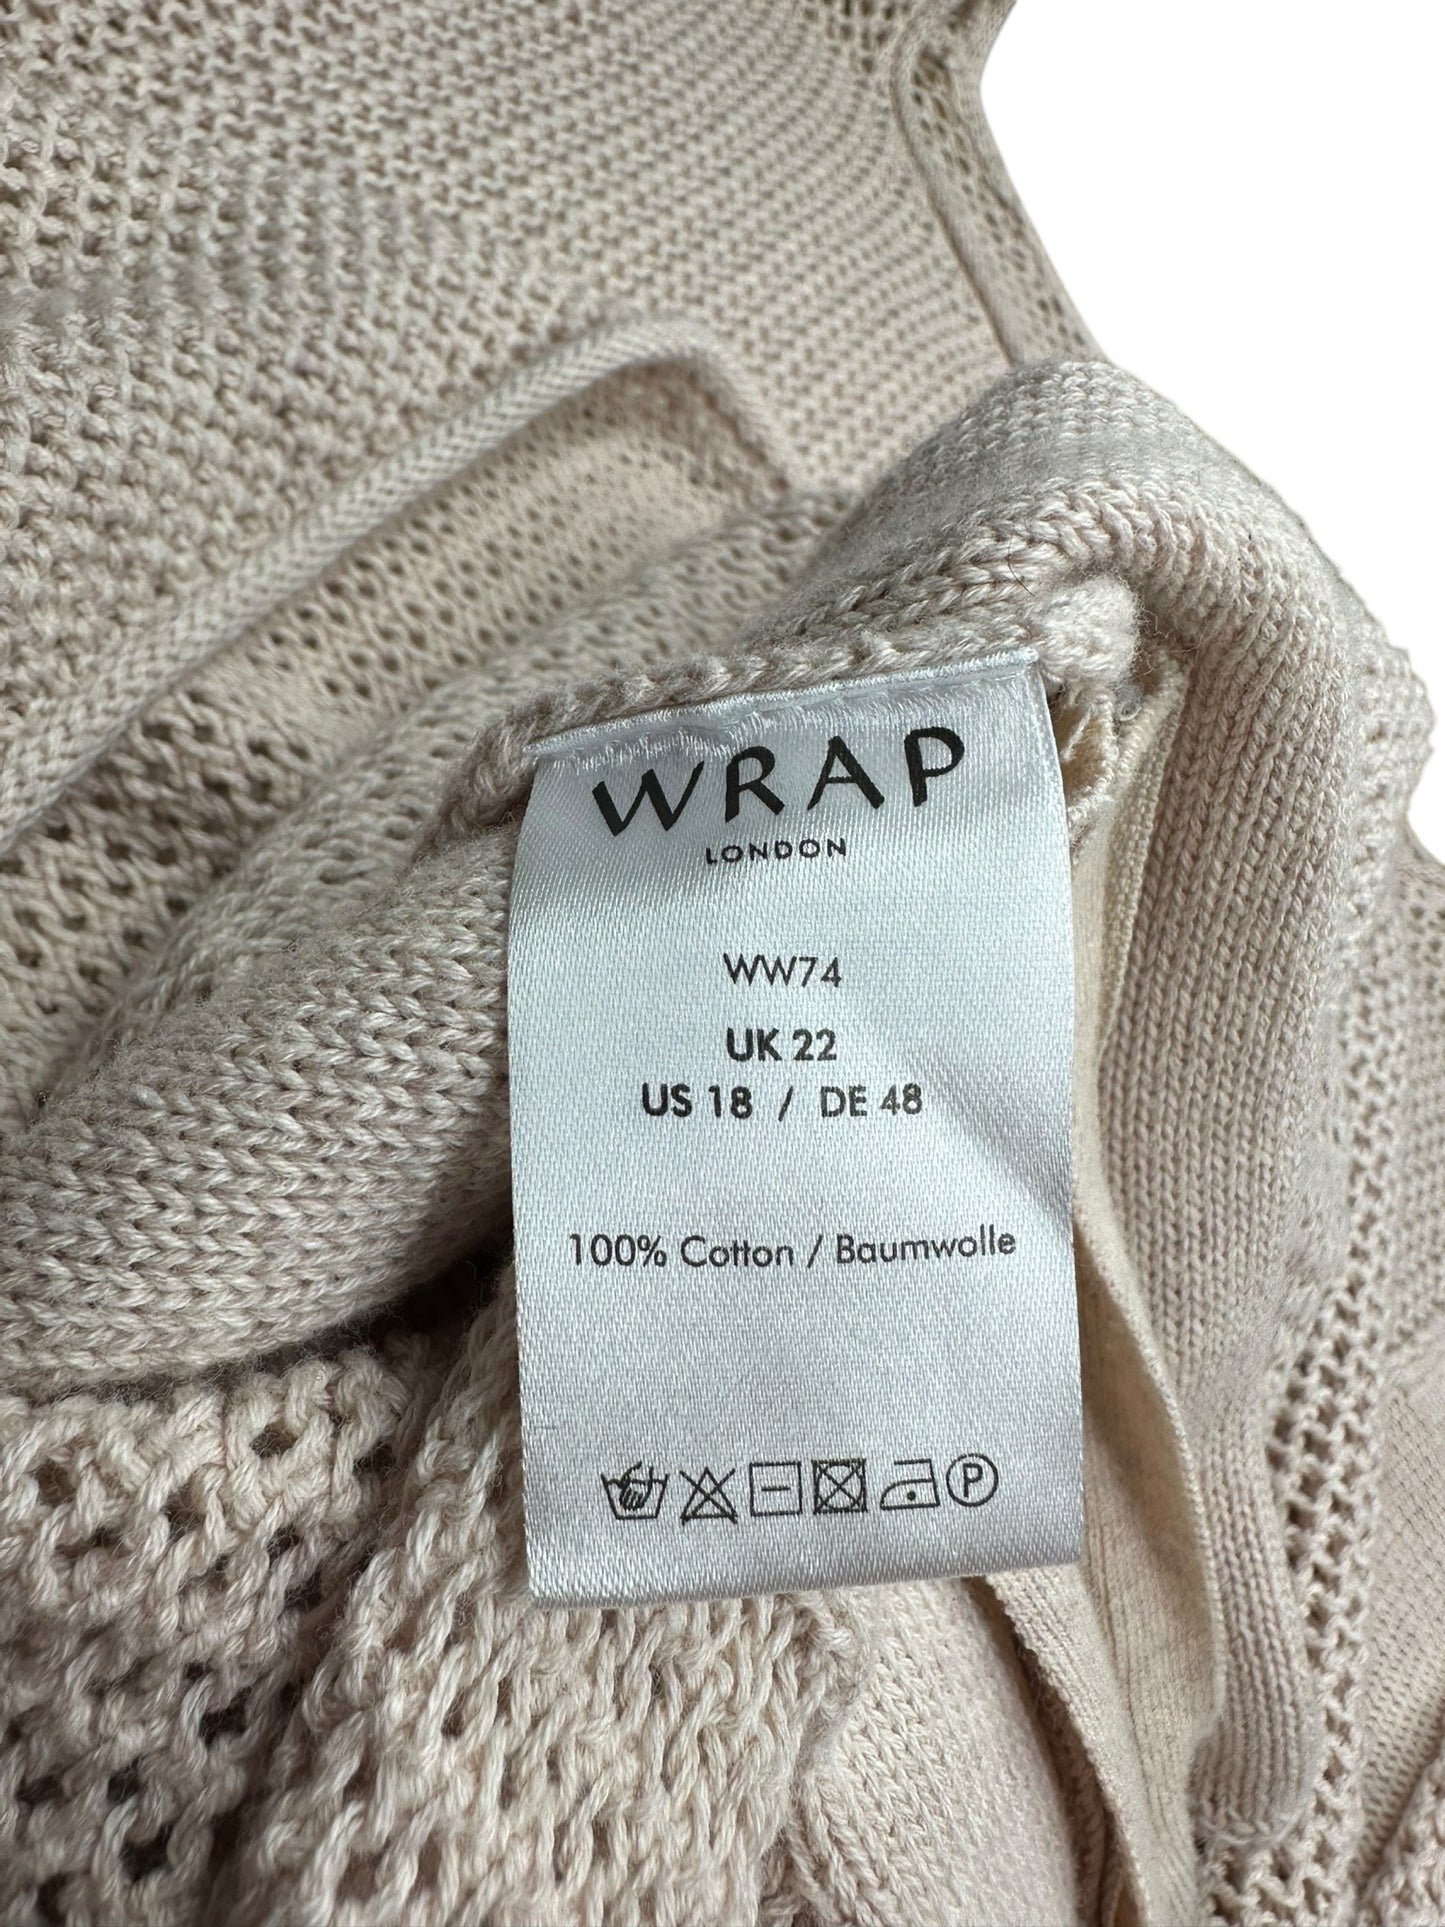 WRAP
LONDON
WW74
UK 22
US 18 / DE 48
100% Cotton / Baumwolle
P